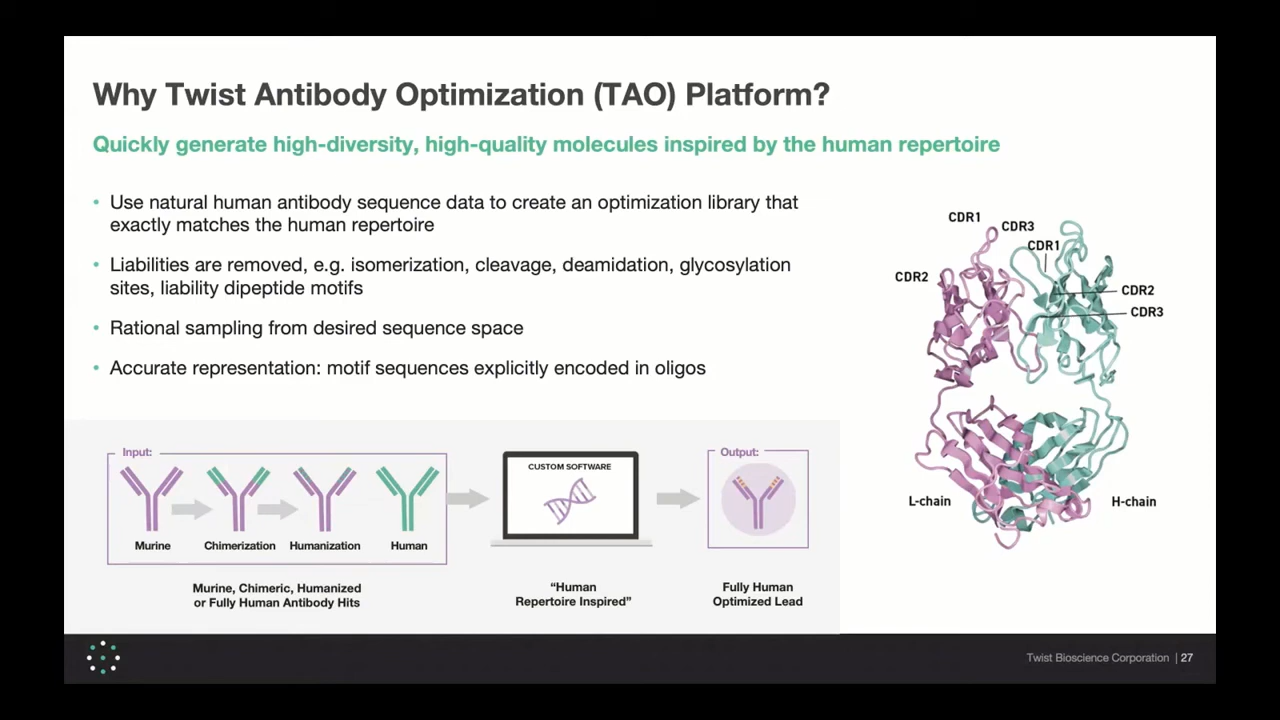 Why Twist Antibody Optimization (TAO) Platform?
Quickly generate high-diversity, high-quality molecules inspired by the human repertoire
• Use natural human antibody sequence data to create an optimization library that
exactly matches the human repertoire
• Liabilities are removed, e.g. isomerization, cleavage, deamidation, glycosylation
sites, liability dipeptide motifs
• Rational sampling from desired sequence space
• Accurate representation: motif sequences explicitly encoded in oligos
CDR1
CDR3
CDR1
CDR2
CDR2
CDR3
L-chain
H-chain
Input:
Murine
Chimerization
Humanization
Human
Murine, Chimeric, Humanized
or Fully Human Antibody Hits
CUSTOM SOFTWARE
“Human
Repertoire Inspired”
Output:
Fully Human
Optimized Lead
Twist Bioscience Corporation | 27